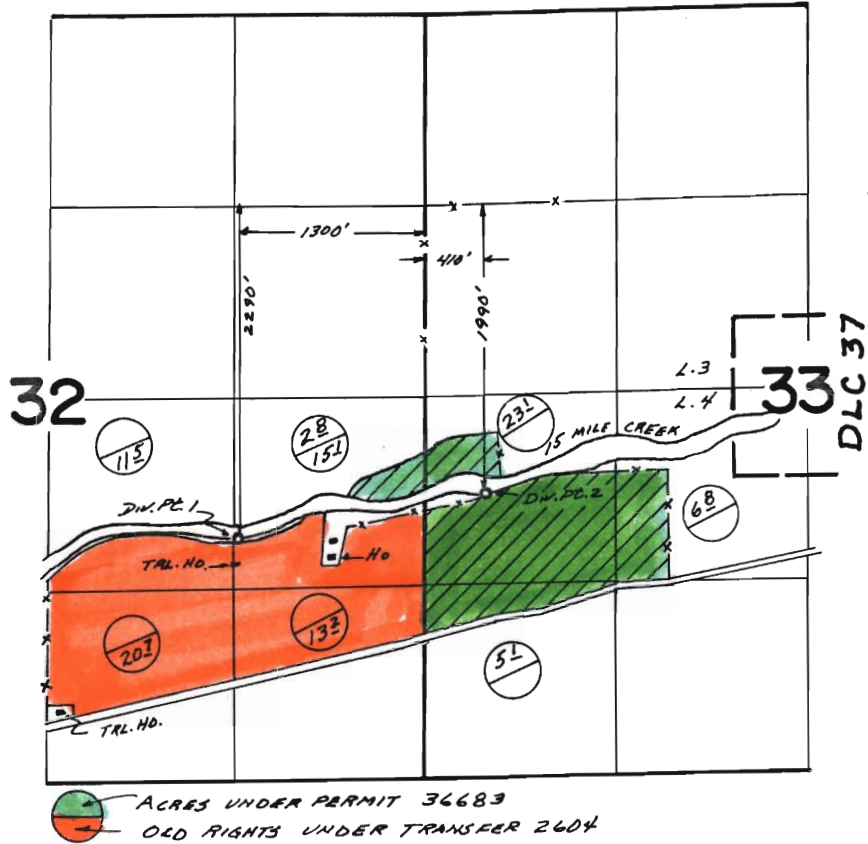 1300'
410'
2290'
1990'
DLC 37
L.3
L.4
32
33
23 1
2 8
15 1
11 5
15 MILE CREEK
DIV. PT. 1
DIV. PT. 2
6 8
TRL. HO.
HO
13 2
20 7
5 1
TRL. HO.
ACRES UNDER PERMIT 36683
OLD RIGHTS UNDER TRANSFER 2604